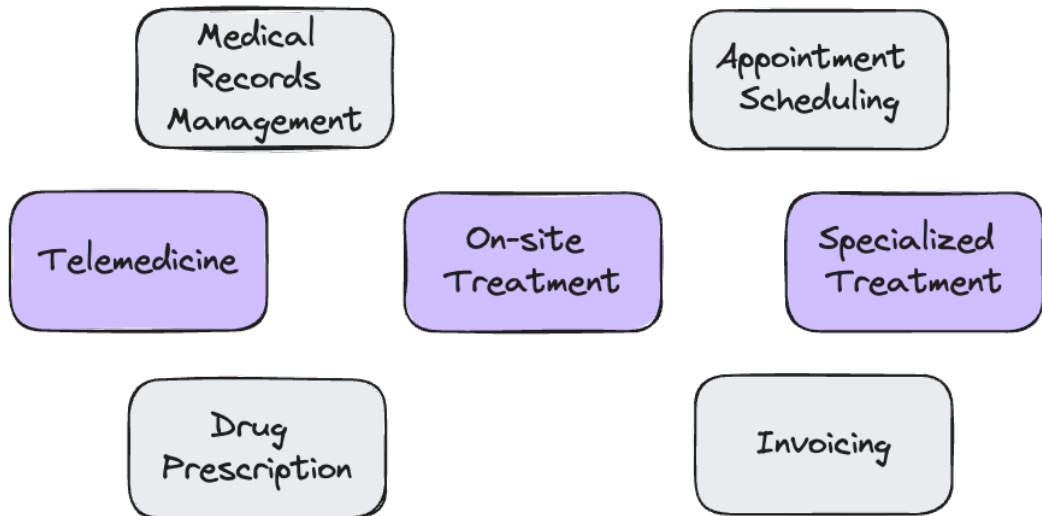 Medical
Records
Management
Appointment
Scheduling
Telemedicine
On-site
Treatment
Specialized
Treatment
Drug
Prescription
Invoicing